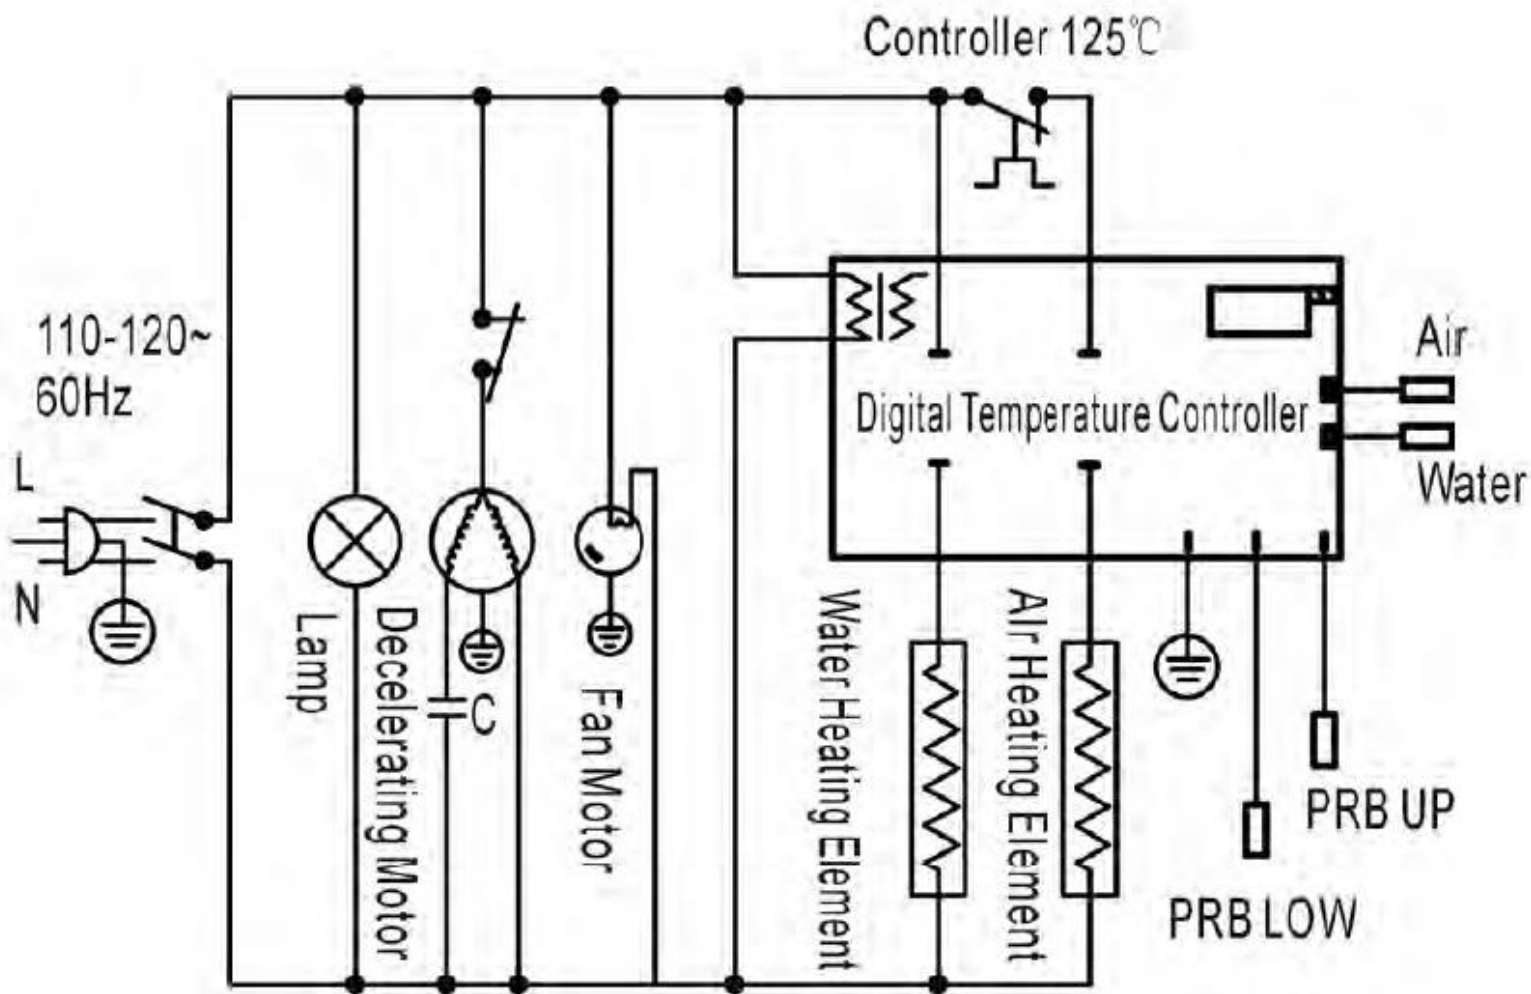 Controller 125℃
110-120~
60Hz
L
N
Lamp
Decelerating Motor
C
Fan Motor
Digital Temperature Controller
Air
Water
Water Heating Element
AIr Heating Element
PRB UP
PRB LOW